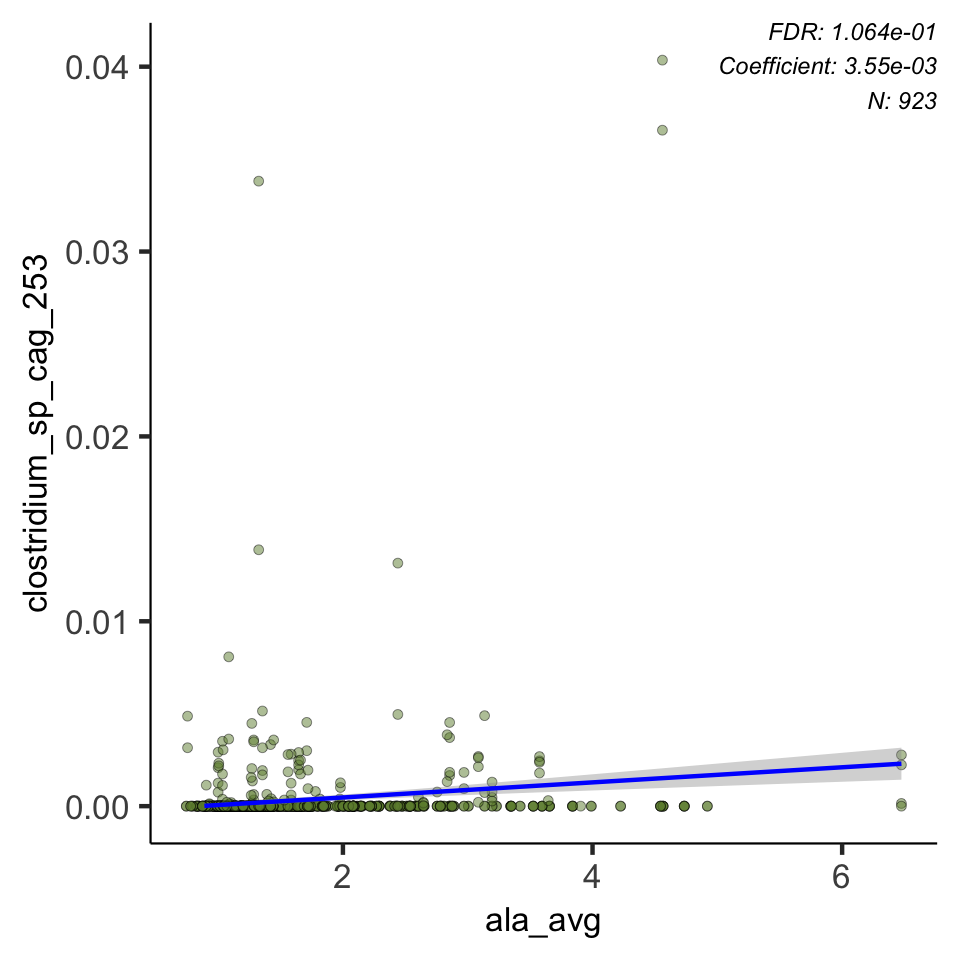 FDR: 1.064e-01
Coefficient: 3.55e-03
N: 923
clostridium_sp_cag_253
0.04
0.03
0.02
0.01
0.00
2 4 6
ala_avg